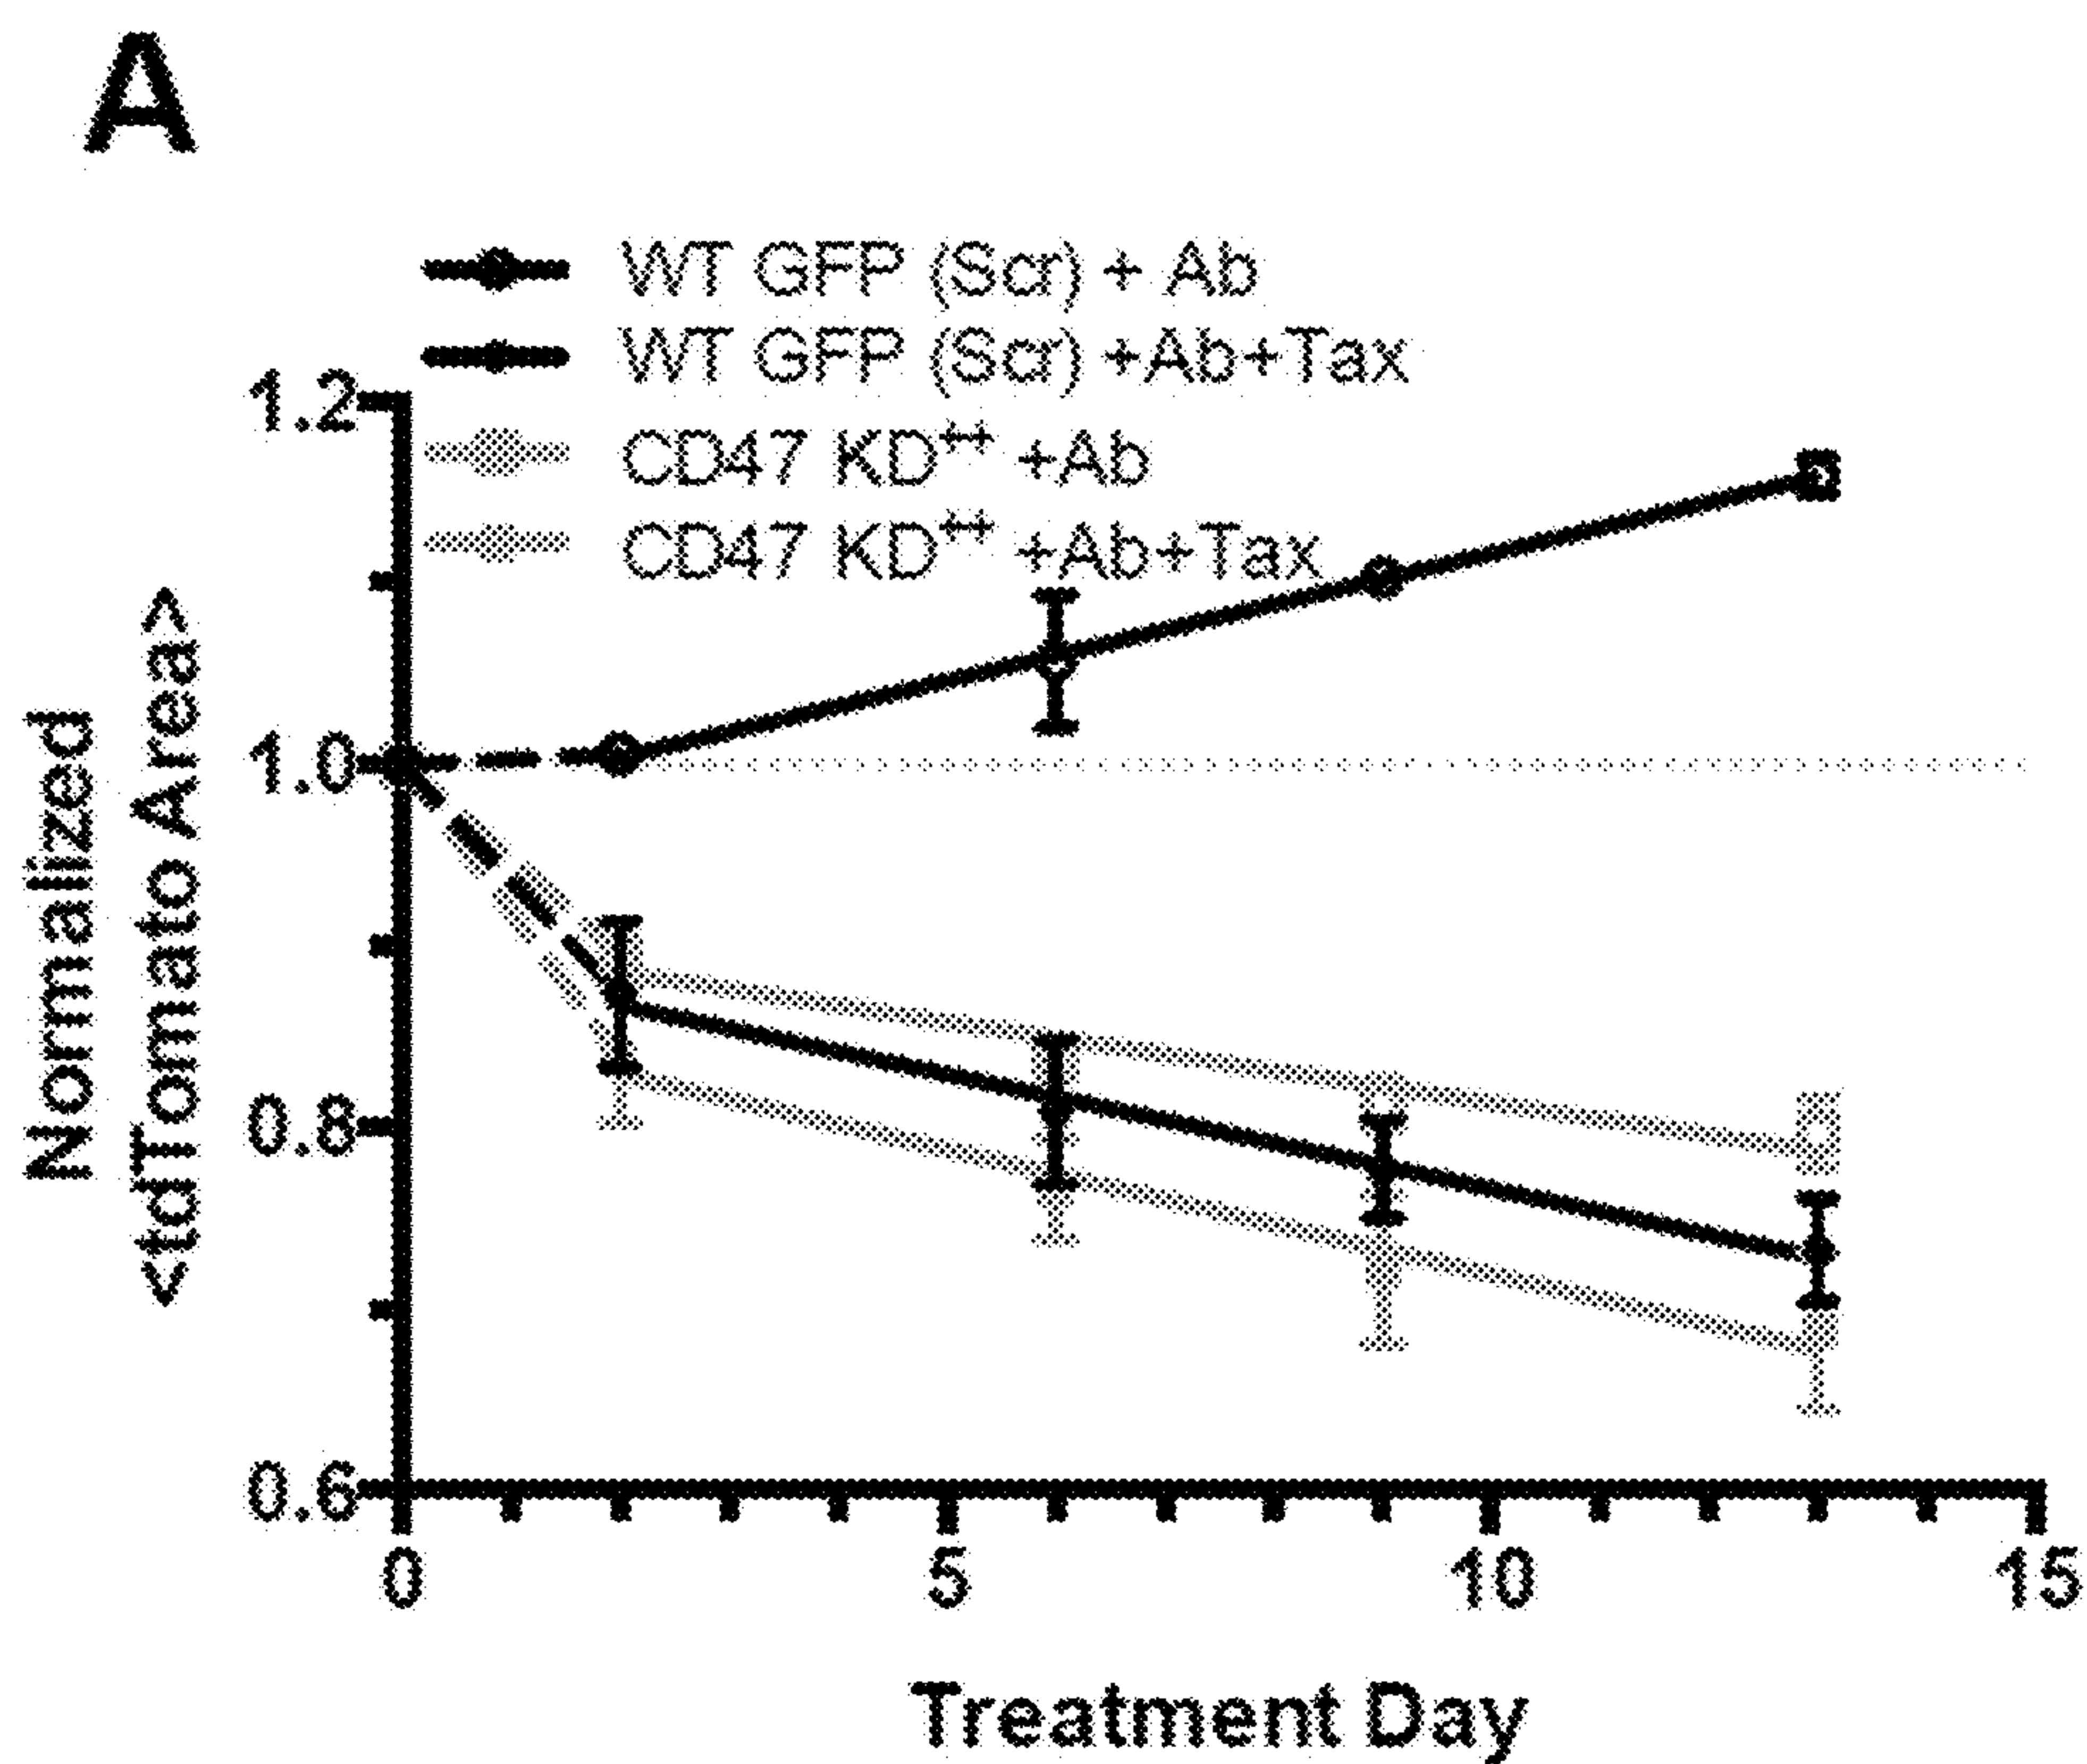 A
WT GFP (Scr) + Ab
WT GFP (Scr) +Ab+Tax
CD47 KD++ +Ab
CD47 KD++ +Ab+Tax
1.2
1.0
0.8
0.6
Normalized
<tdTomato Area>
0 5 10 15
Treatment Day